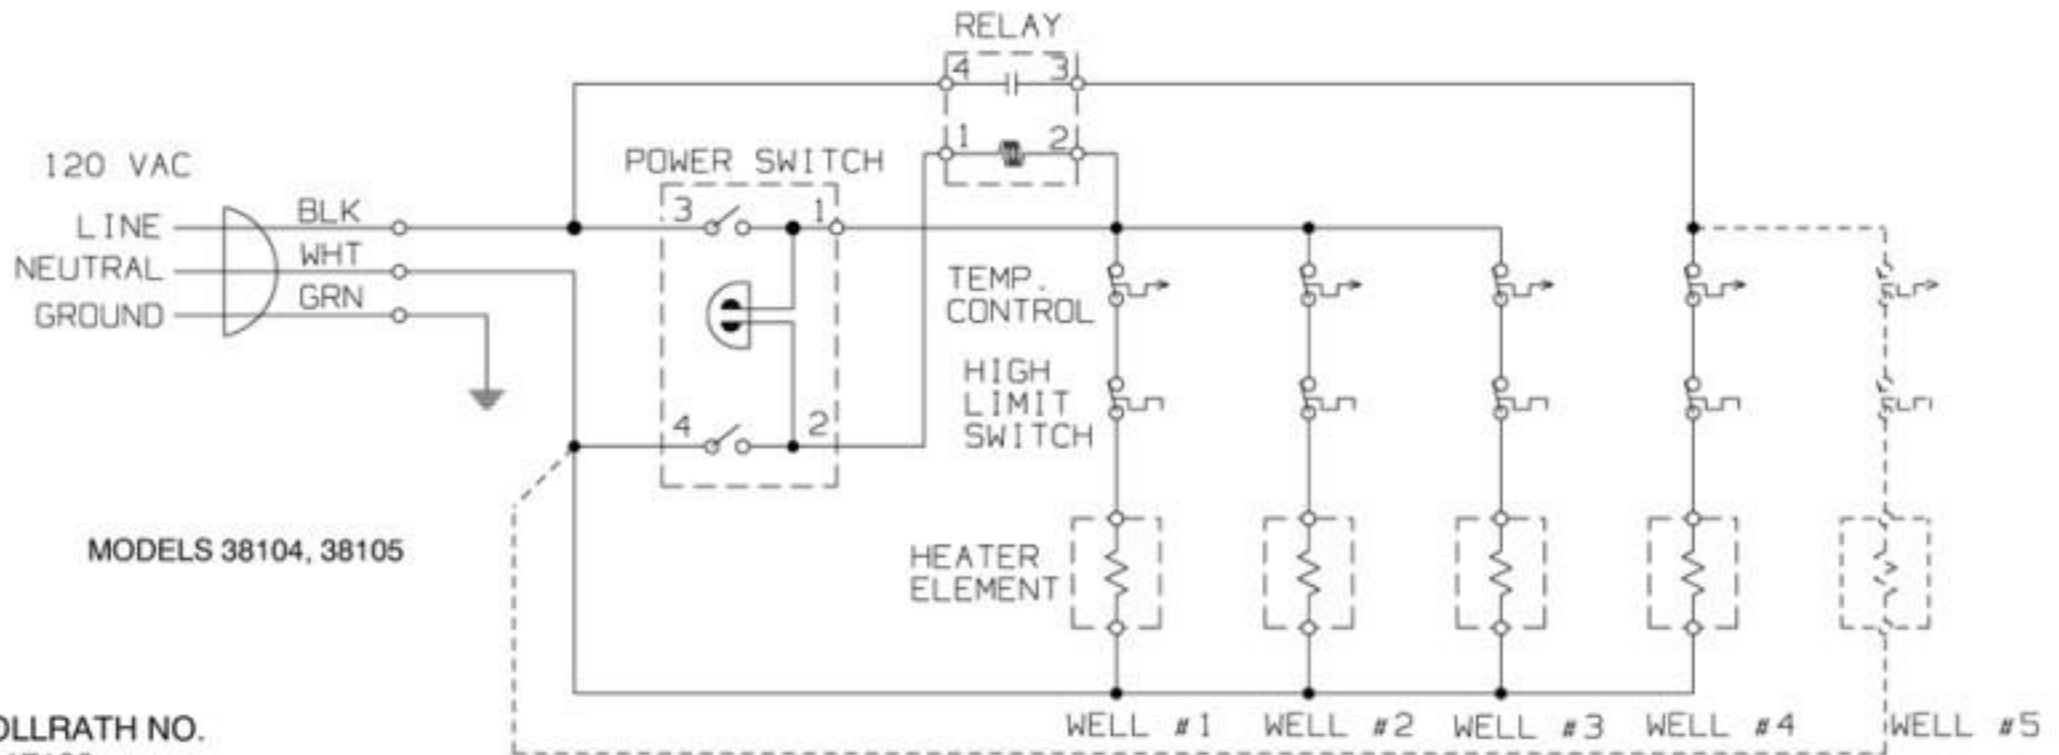 RELAY
4 3
1 2
120 VAC
POWER SWITCH
LINE
BLK
3 1
NEUTRAL
WHT
GROUND
GRN
TEMP.
CONTROL
HIGH
LIMIT
SWITCH
4 2
MODELS 38104, 38105
HEATER
ELEMENT
OLLRATH NO.
WELL #1 WELL #2 WELL #3 WELL #4 WELL #5